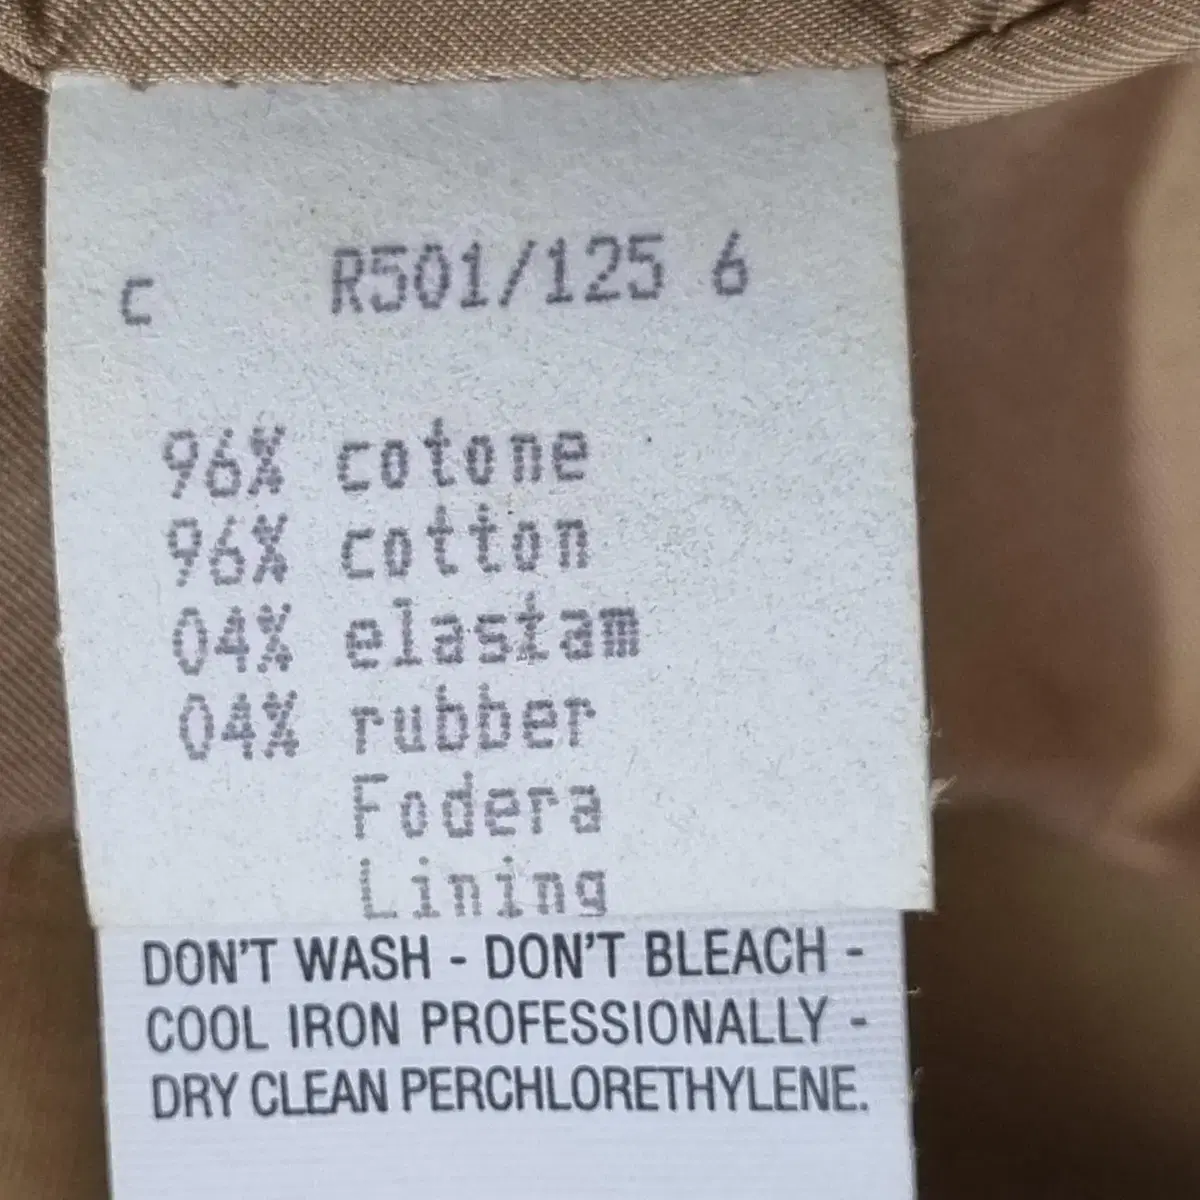 c R501/125 6
96% cotone
96% cotton
04% elastam
04% rubber
Fodera
Lining
DON'T WASH - DON'T BLEACH -
COOL IRON PROFESSIONALLY -
DRY CLEAN PERCHLORETHYLENE.